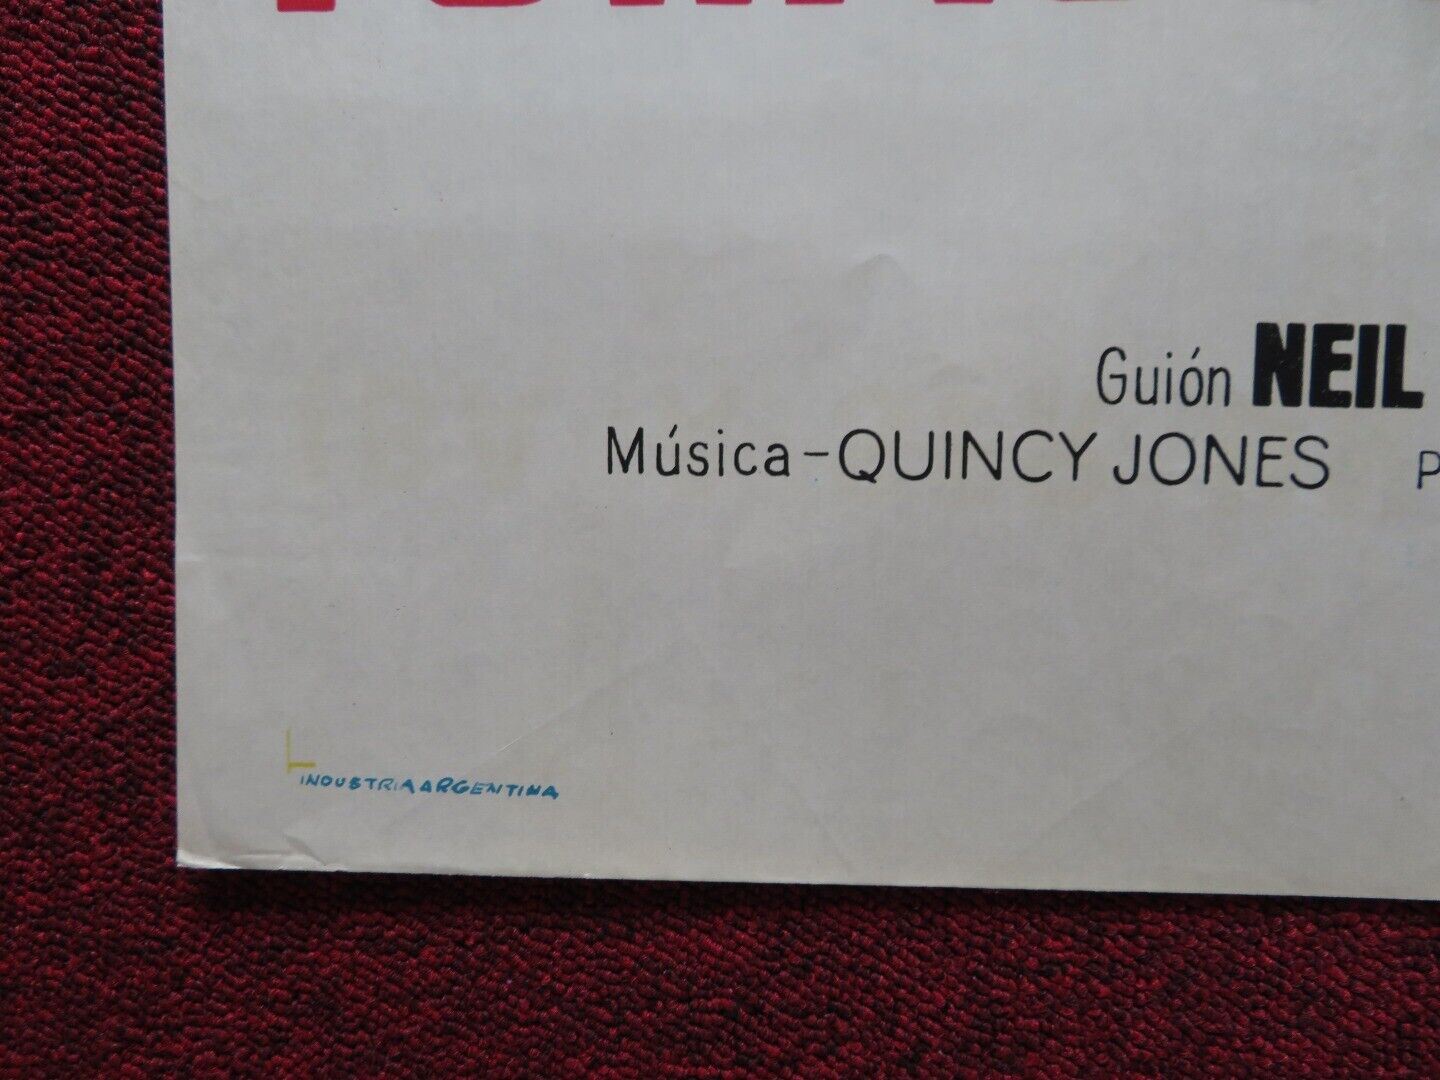 Guión NEIL
Música - QUINCY JONES P
INDUSTRIA ARGENTINA